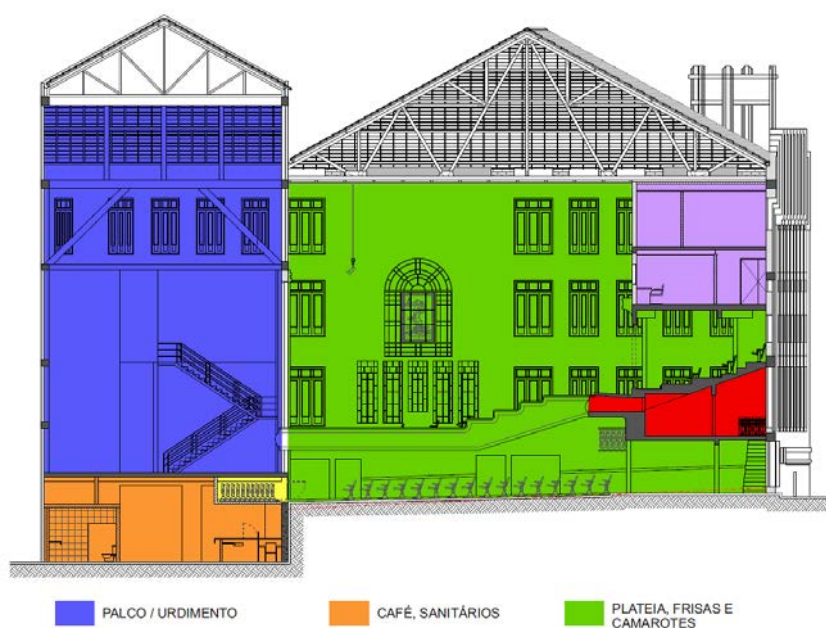 PALCO / URDIMENTO
CAFÉ, SANITÁRIOS
PLATEIA, FRISAS E
CAMAROTES